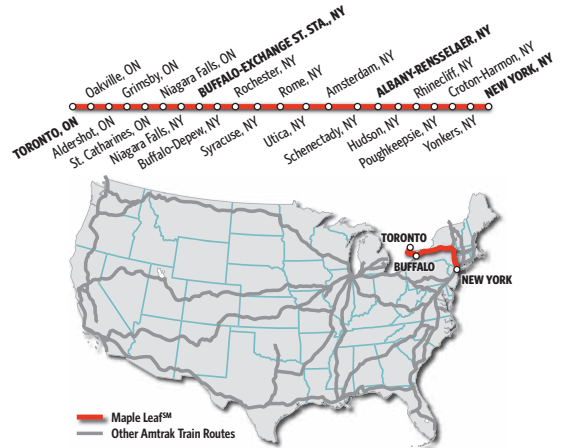 Oakville, ON
Grimsby, ON
Niagara Falls, ON
BUFFALO-EXCHANGE ST. STA., NY
Rochester, NY
Rome, NY
Amsterdam, NY
ALBANY-RENSSELAER, NY
Rhinecliff, NY
Croton-Harmon, NY
NEW YORK, NY
TORONTO, ON
Aldershot, ON
St. Catharines, ON
Niagara Falls, NY
Buffalo-Depew, NY
Syracuse, NY
Utica, NY
Schenectady, NY
Hudson, NY
Poughkeepsie, NY
Yonkers, NY
TORONTO
BUFFALO
NEW YORK
Maple Leaf℠
Other Amtrak Train Routes